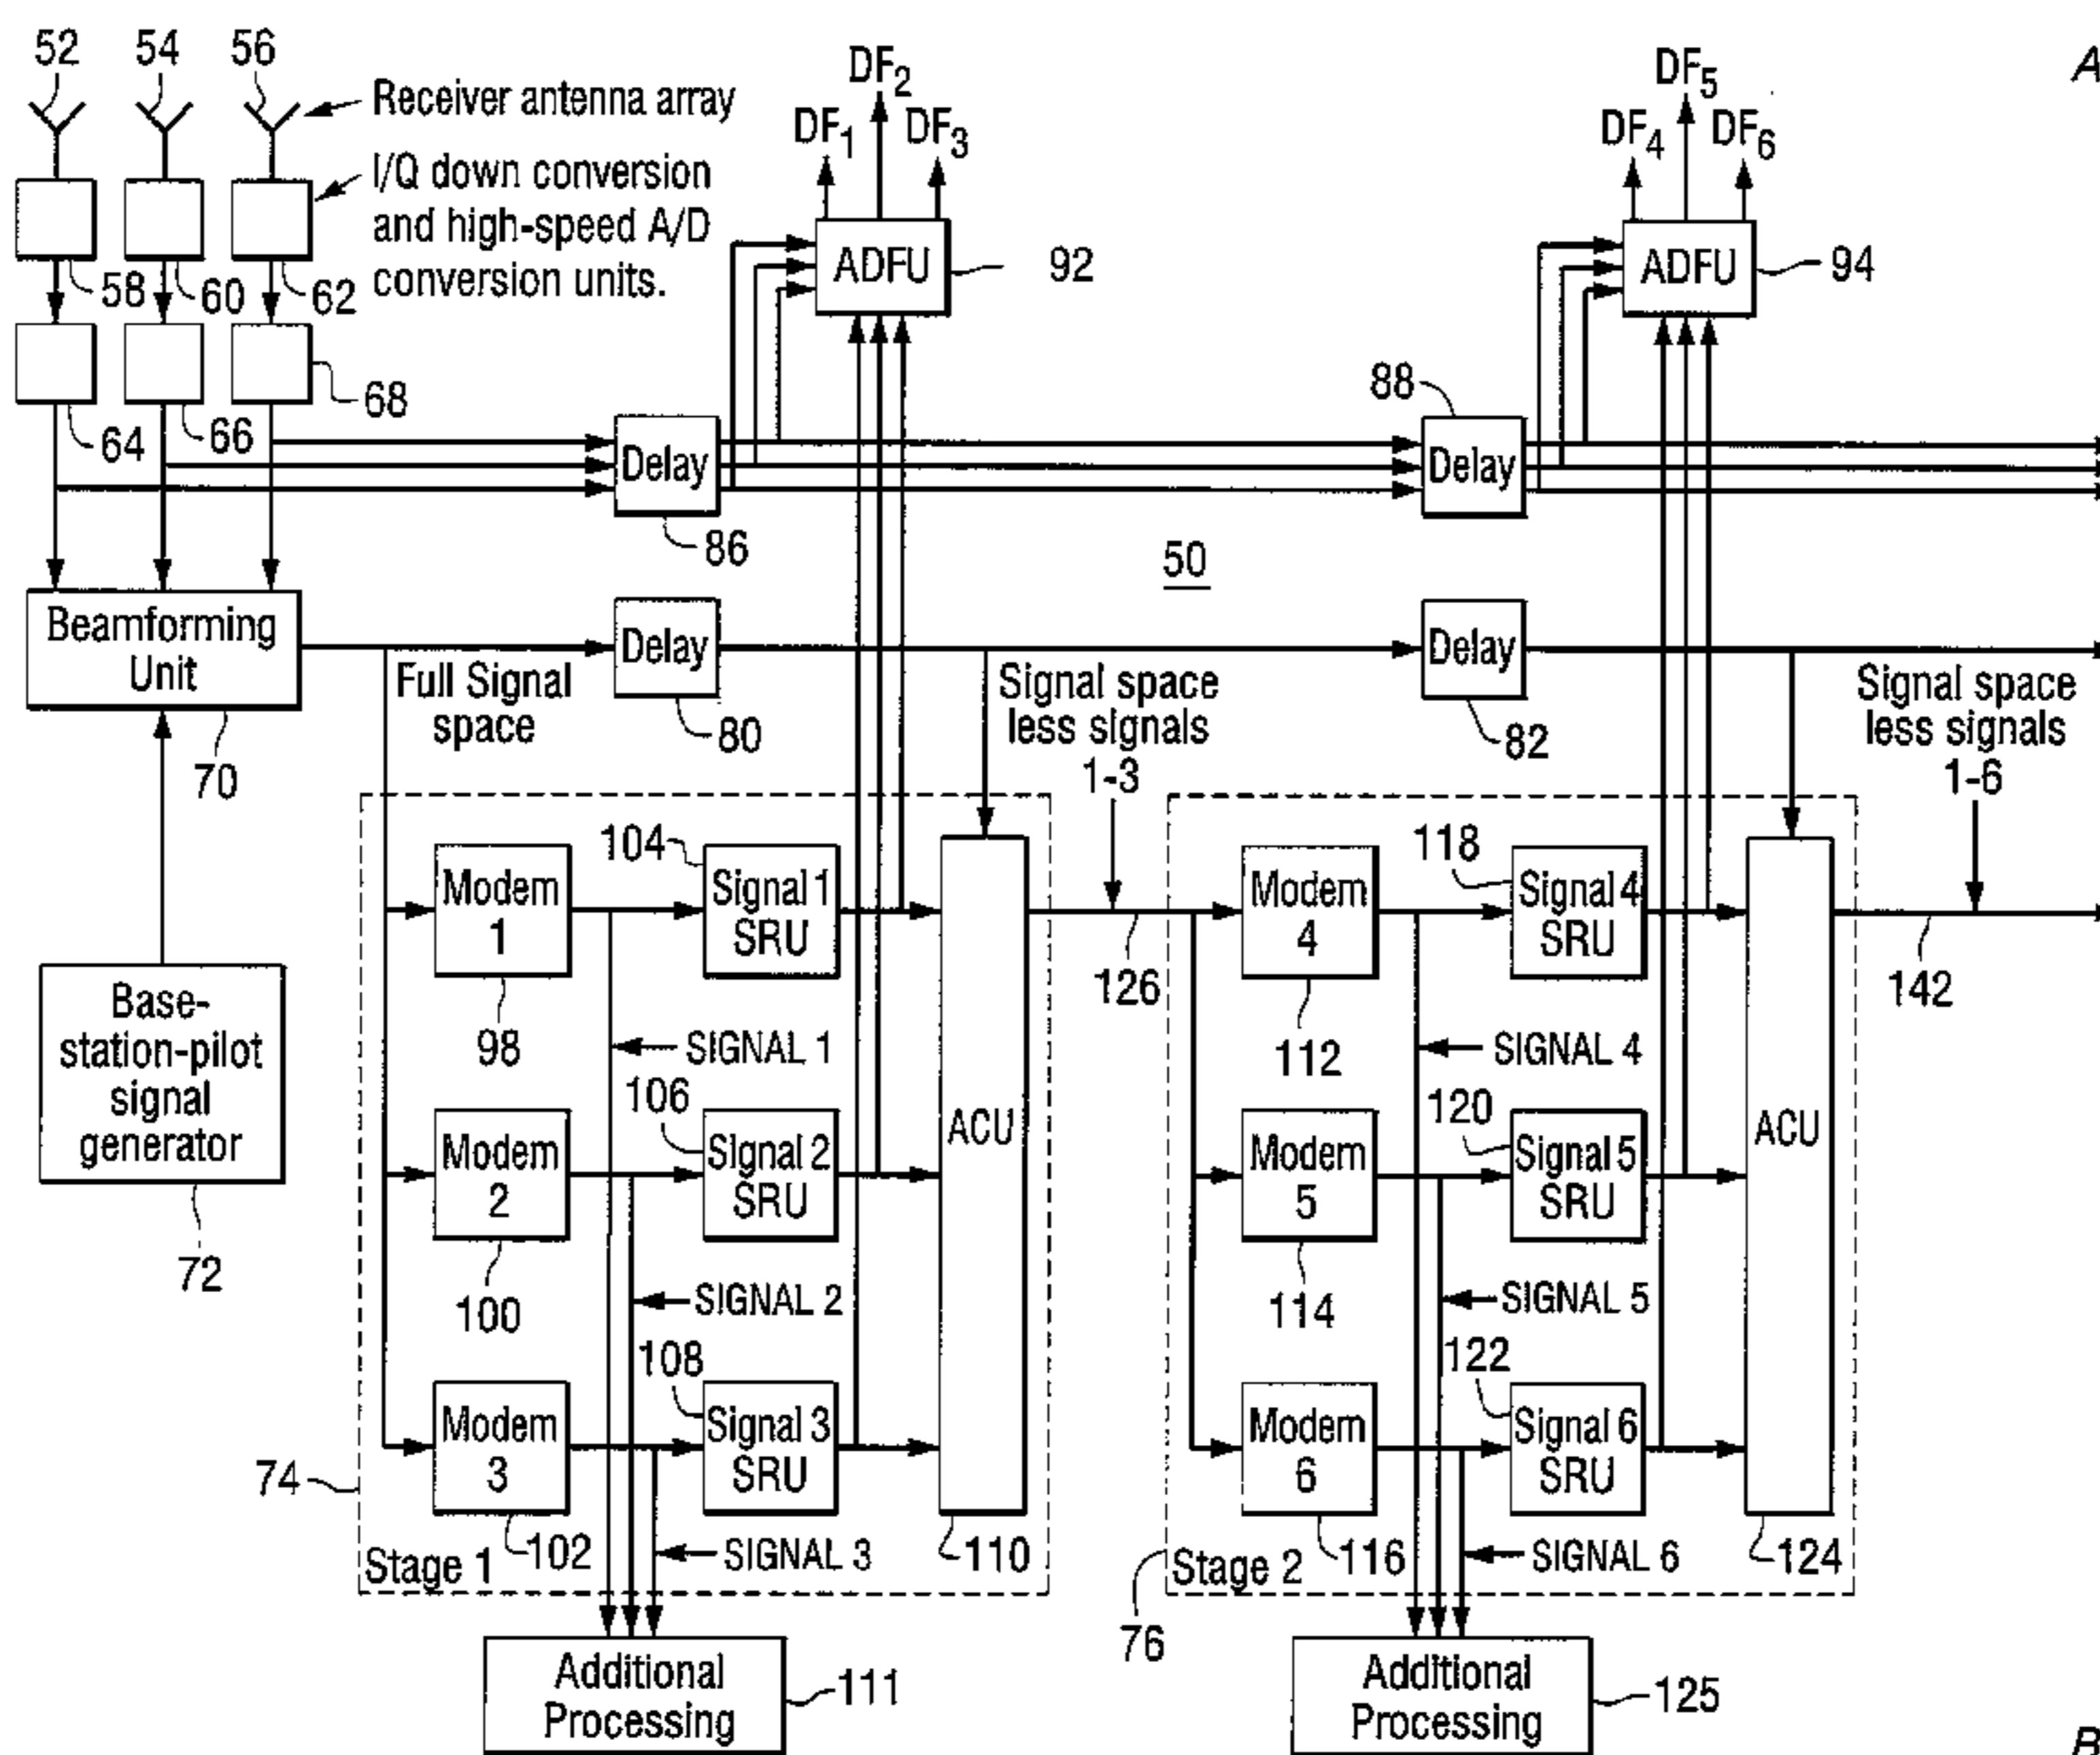 52
54
56
Receiver antenna array
I/Q down conversion
and high-speed A/D
conversion units.
58
60
62
64
66
68
DF1
DF2
DF3
ADFU
92
DF4
DF5
DF6
ADFU
94
A
Delay
86
88
Delay
50
Beamforming
Unit
70
Full Signal
space
Delay
80
Signal space
less signals
1-3
Delay
82
Signal space
less signals
1-6
Base-
station-pilot
signal
generator
72
Modem
1
98
104
Signal 1
SRU
SIGNAL 1
Modem
2
100
106
Signal 2
SRU
SIGNAL 2
Modem
3
102
108
Signal 3
SRU
SIGNAL 3
ACU
110
74
Stage 1
126
Modem
4
112
118
Signal 4
SRU
SIGNAL 4
Modem
5
114
120
Signal 5
SRU
SIGNAL 5
Modem
6
116
122
Signal 6
SRU
SIGNAL 6
ACU
124
142
76
Stage 2
Additional
Processing
111
Additional
Processing
125
B